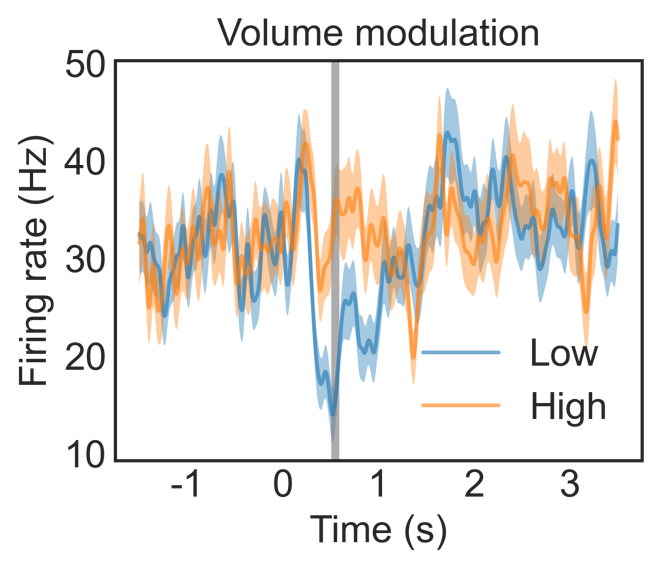 Volume modulation
50
40
30
20
10
Firing rate (Hz)
Low
High
-1 0 1 2 3
Time (s)